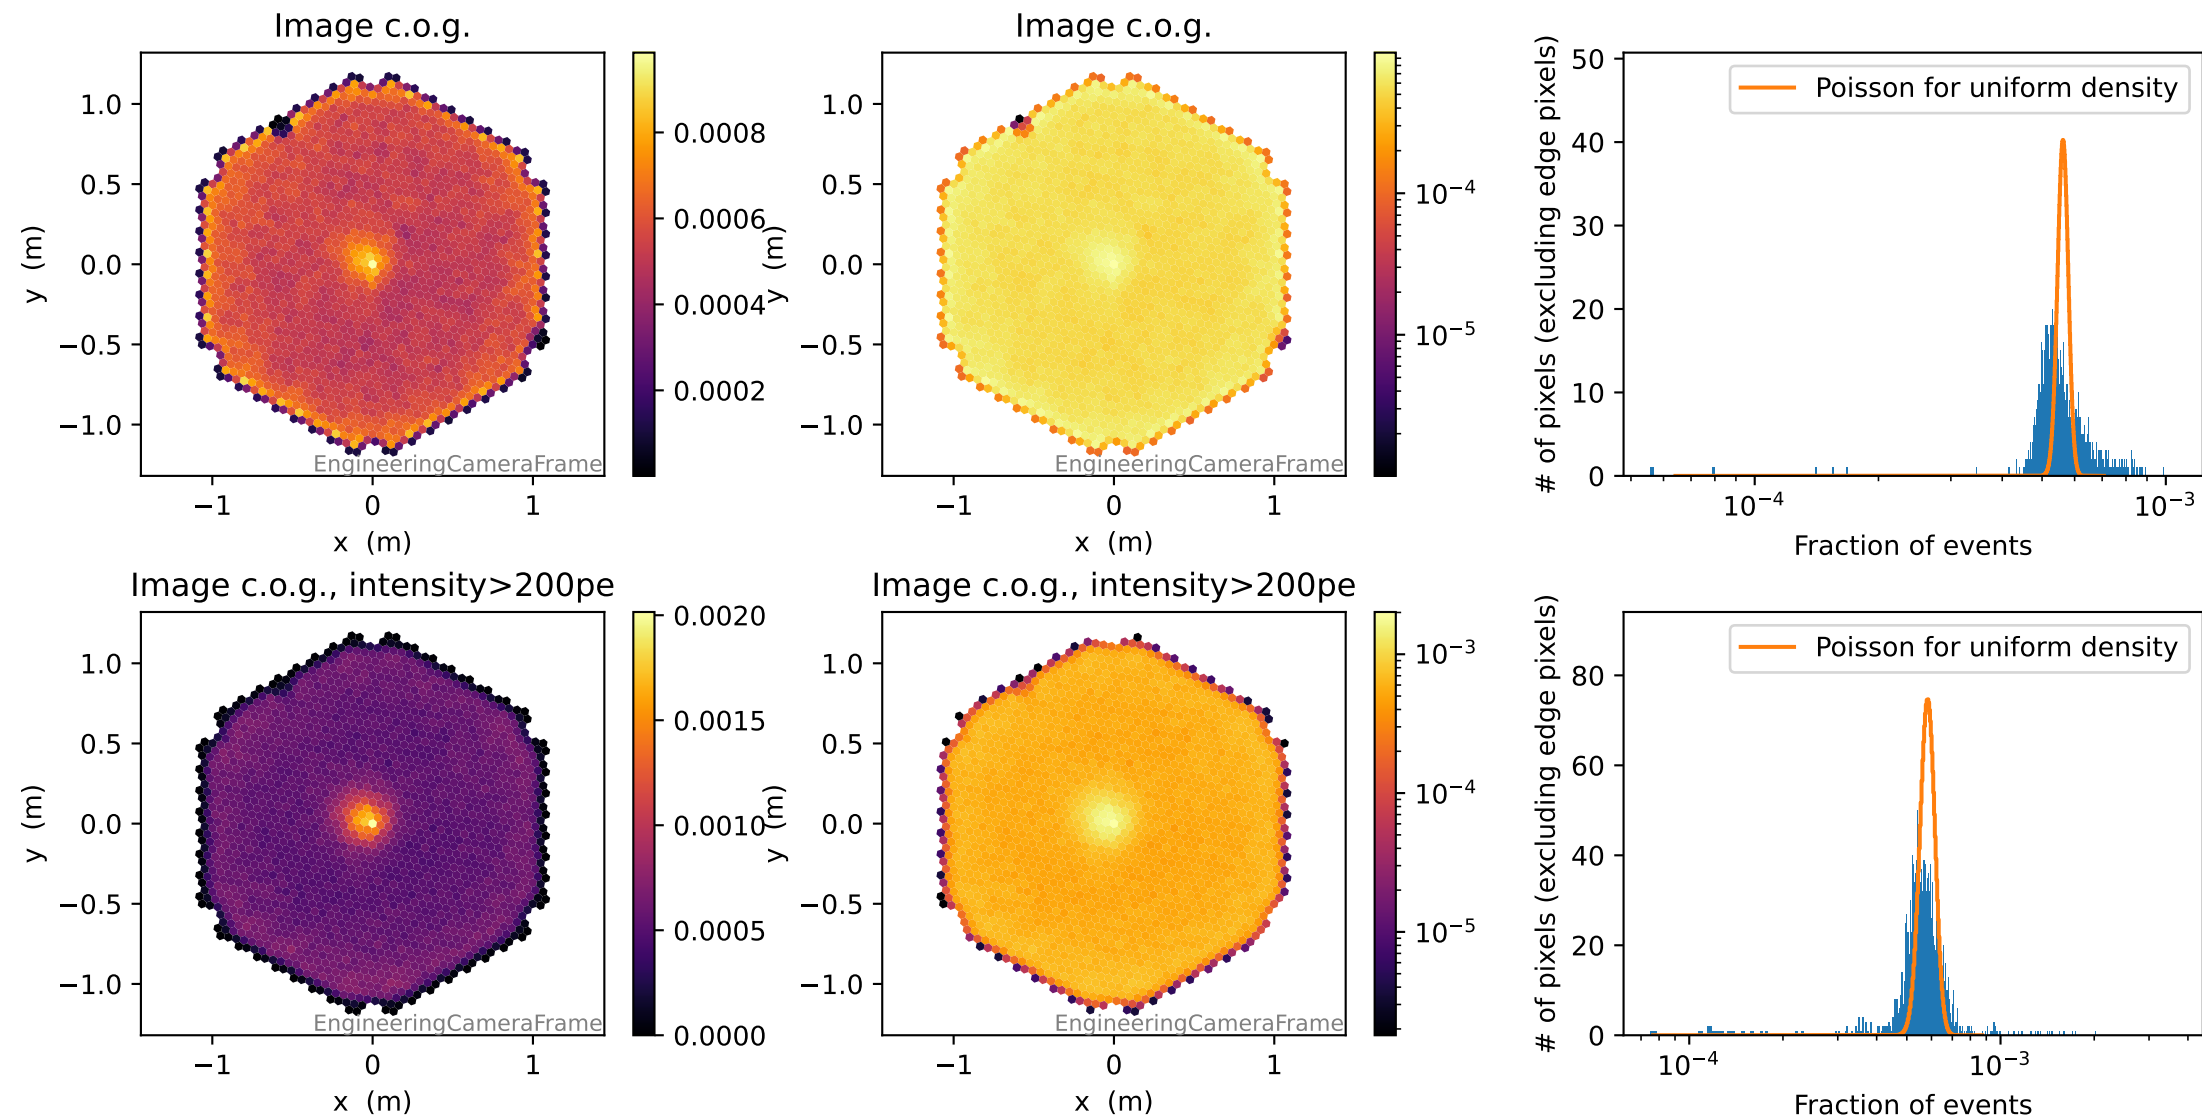 Image c.o.g.
y (m)
1.0
0.5
0.0
−0.5
−1.0
EngineeringCameraFrame
−1 0 1
x (m)
0.0008
0.0006
0.0004
0.0002
Image c.o.g.
y (m)
1.0
0.5
0.0
−0.5
−1.0
EngineeringCameraFrame
−1 0 1
x (m)
10⁻⁴
10⁻⁵
# of pixels (excluding edge pixels)
50
40
30
20
10
0
Poisson for uniform density
10⁻⁴ 10⁻³
Fraction of events
Image c.o.g., intensity>200pe
y (m)
1.0
0.5
0.0
−0.5
−1.0
EngineeringCameraFrame
−1 0 1
x (m)
0.0020
0.0015
0.0010
0.0005
0.0000
Image c.o.g., intensity>200pe
y (m)
1.0
0.5
0.0
−0.5
−1.0
EngineeringCameraFrame
−1 0 1
x (m)
10⁻³
10⁻⁴
10⁻⁵
# of pixels (excluding edge pixels)
80
60
40
20
0
Poisson for uniform density
10⁻⁴ 10⁻³
Fraction of events